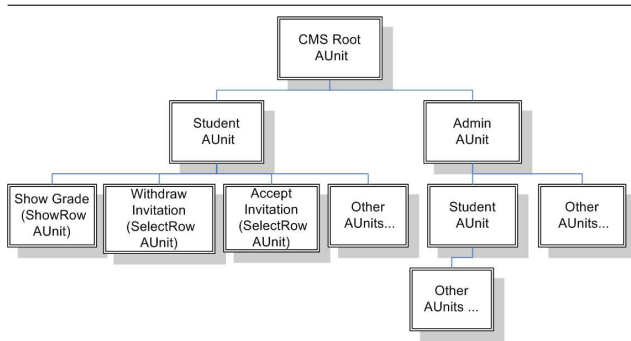 CMS Root
AUnit
Student
AUnit
Admin
AUnit
Show Grade
(ShowRow
AUnit)
Withdraw
Invitation
(SelectRow
AUnit)
Accept
Invitation
(SelectRow
AUnit)
Other
AUnits...
Student
AUnit
Other
AUnits...
Other
AUnits ...